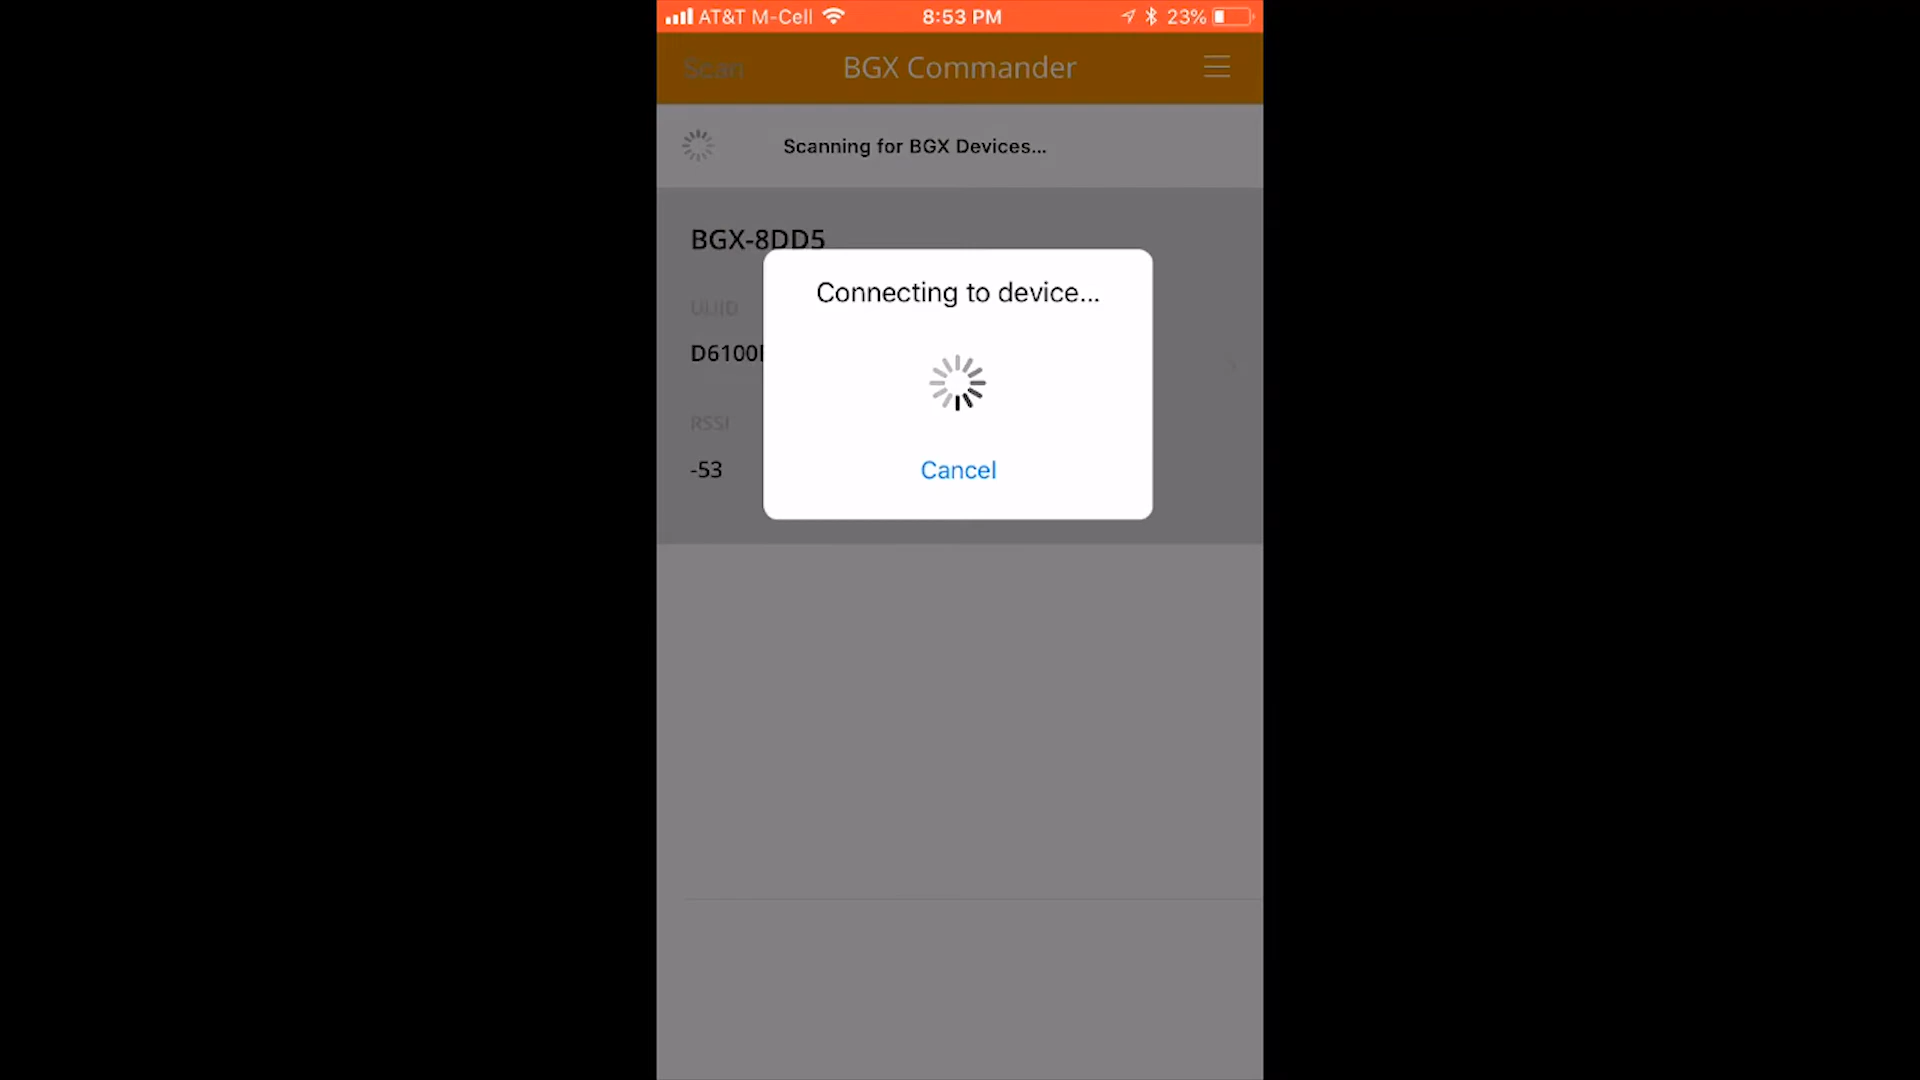 AT&T M-Cell 8:53 PM 23%
Scan BGX Commander
Scanning for BGX Devices...
BGX-8DD5
Connecting to device...
UUID
D6100
RSSI
-53
Cancel